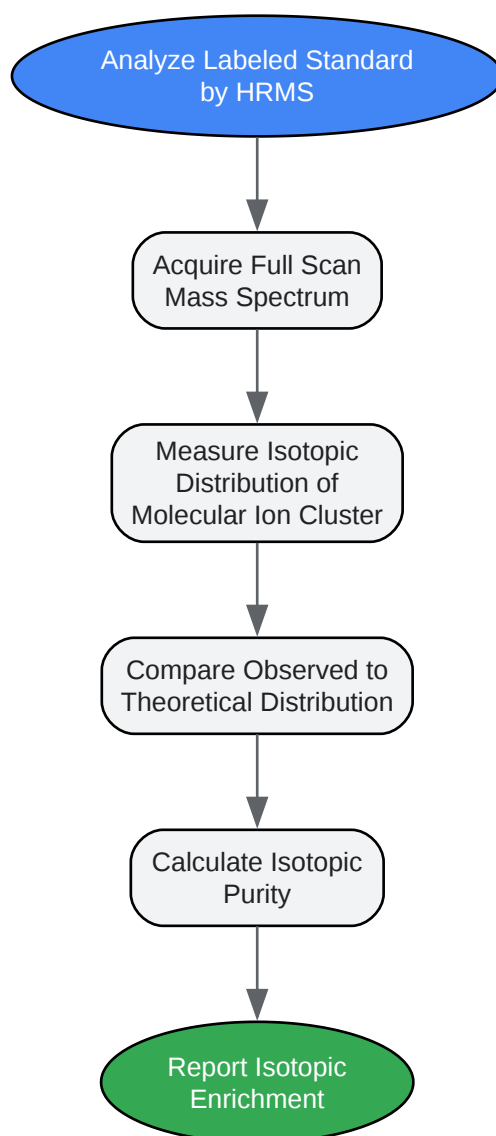 Analyze Labeled Standard
by HRMS
Acquire Full Scan
Mass Spectrum
Measure Isotopic
Distribution of
Molecular Ion Cluster
Compare Observed to
Theoretical Distribution
Calculate Isotopic
Purity
Report Isotopic
Enrichment